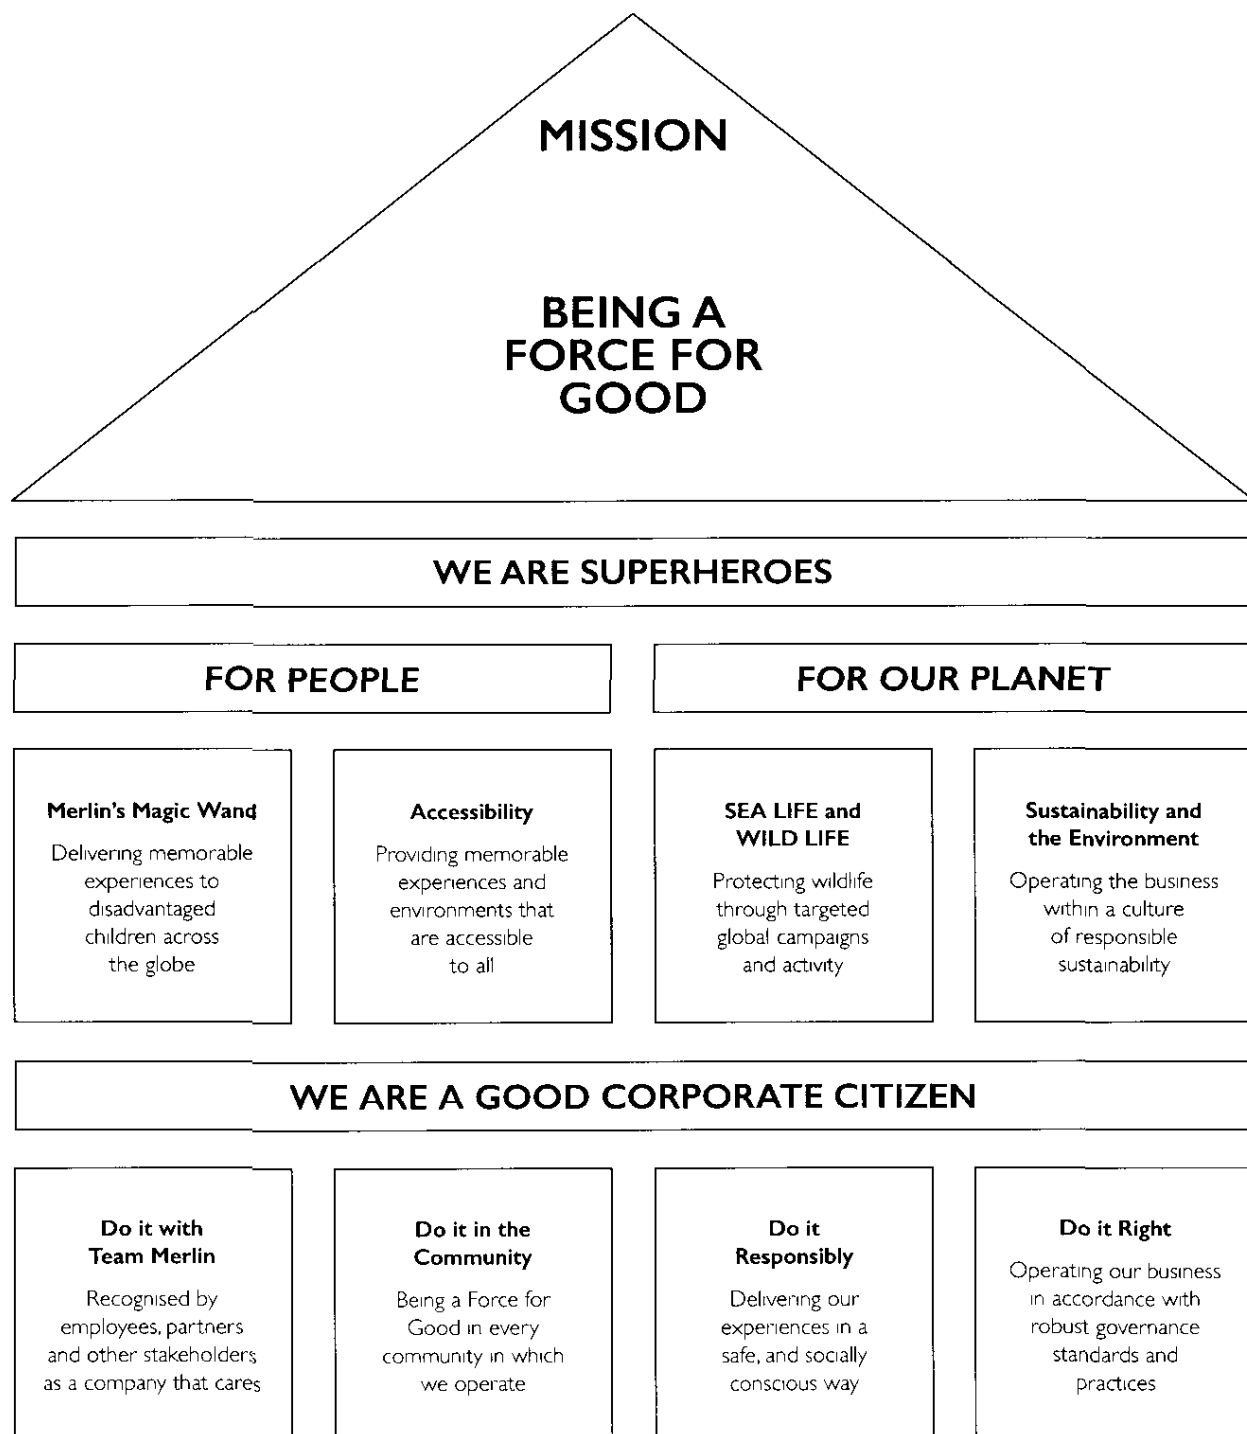 MISSION
BEING A
FORCE FOR
GOOD
WE ARE SUPERHEROES
FOR PEOPLE
FOR OUR PLANET
Merlin's Magic Wand
Delivering memorable
experiences to
disadvantaged
children across
the globe
Accessibility
Providing memorable
experiences and
environments that
are accessible
to all
SEA LIFE and
WILD LIFE
Protecting wildlife
through targeted
global campaigns
and activity
Sustainability and
the Environment
Operating the business
within a culture
of responsible
sustainability
WE ARE A GOOD CORPORATE CITIZEN
Do it with
Team Merlin
Recognised by
employees, partners
and other stakeholders
as a company that cares
Do it in the
Community
Being a Force for
Good in every
community in which
we operate
Do it
Responsibly
Delivering our
experiences in a
safe, and socially
conscious way
Do it Right
Operating our business
in accordance with
robust governance
standards and
practices